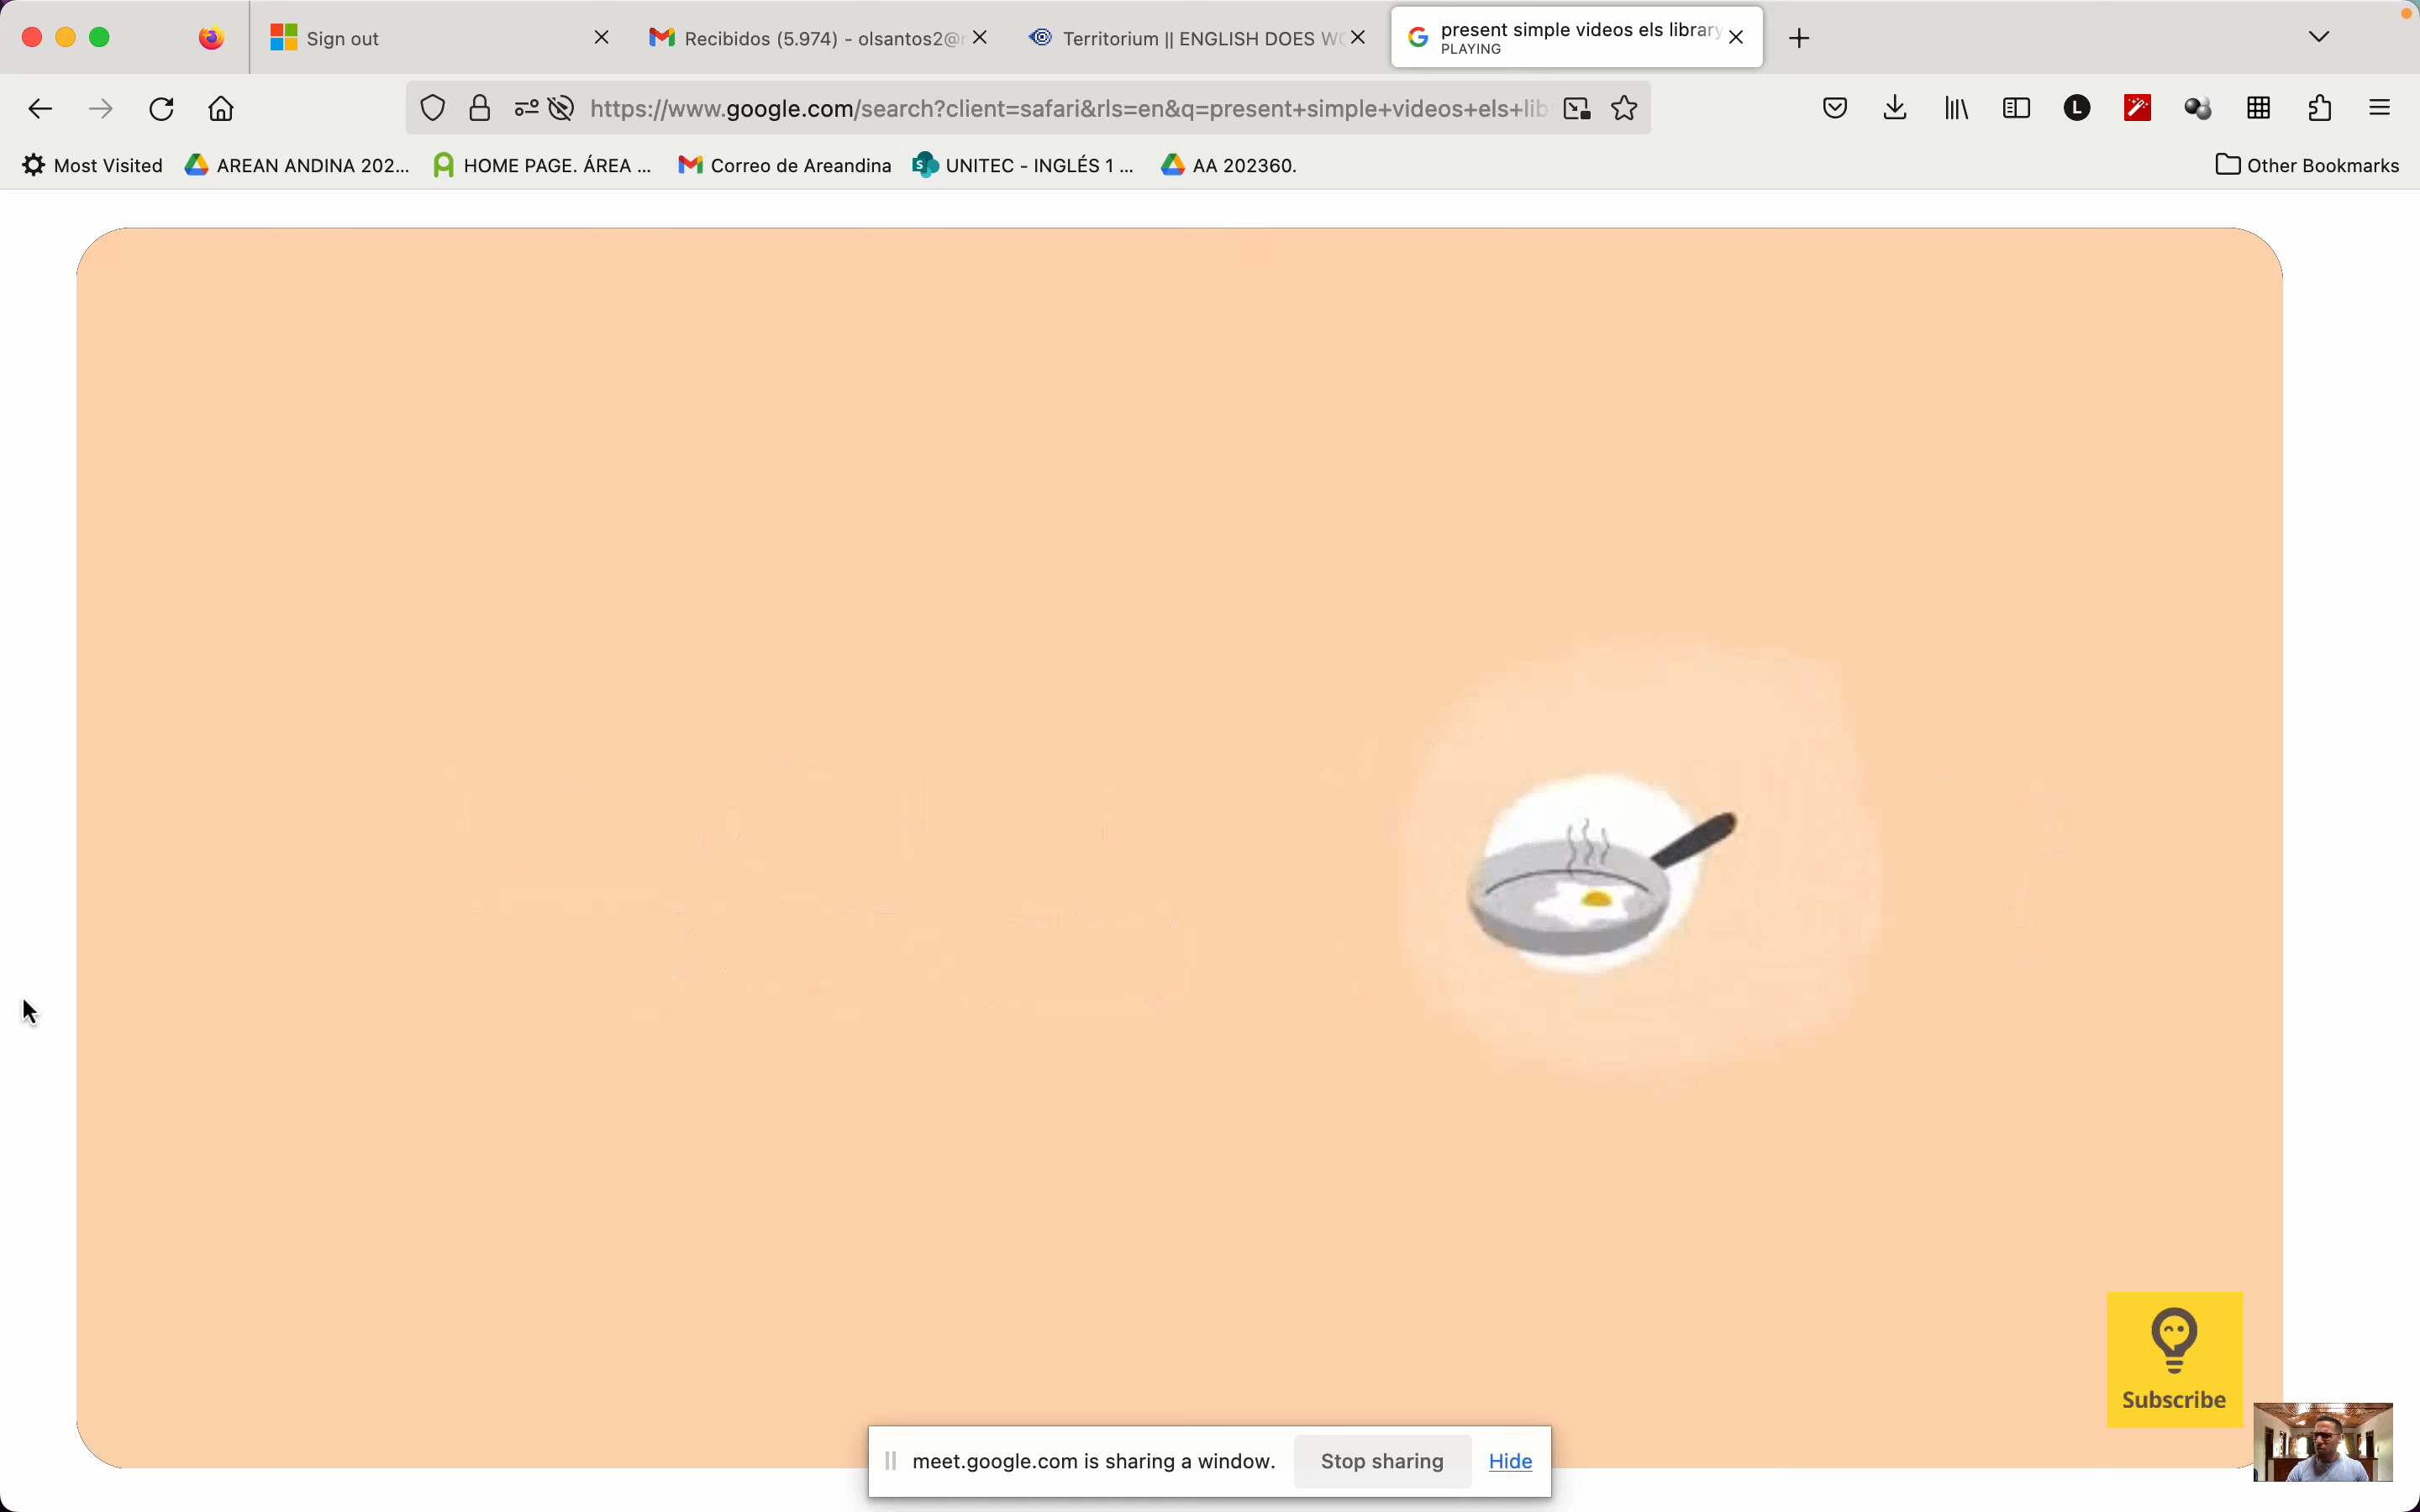 Sign out
Recibidos (5.974) - olsantos2@
Territorium || ENGLISH DOES WO
present simple videos els library
PLAYING
https://www.google.com/search?client=safari&rls=en&q=present+simple+videos+els+lib
L
Most Visited
AREAN ANDINA 202...
HOME PAGE. ÁREA ...
Correo de Areandina
S
UNITEC - INGLÉS 1 ...
AA 202360.
Other Bookmarks
Subscribe
meet.google.com is sharing a window.
Stop sharing
Hide